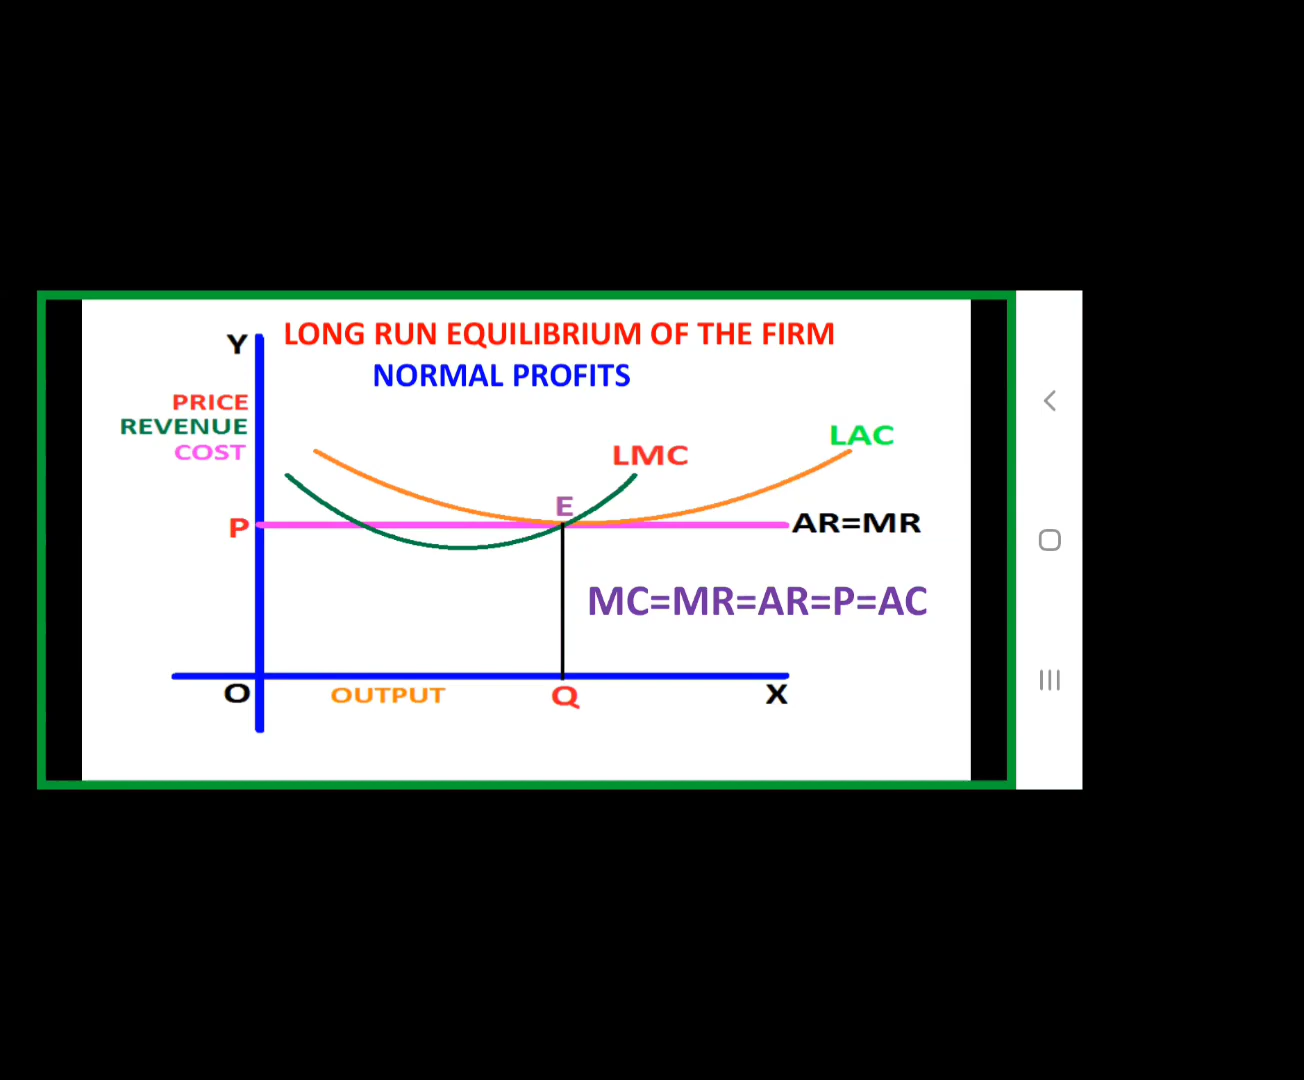 LONG RUN EQUILIBRIUM OF THE FIRM
NORMAL PROFITS
Y
PRICE
REVENUE
COST
LMC
LAC
E
P
AR=MR
MC=MR=AR=P=AC
O
OUTPUT
Q
X